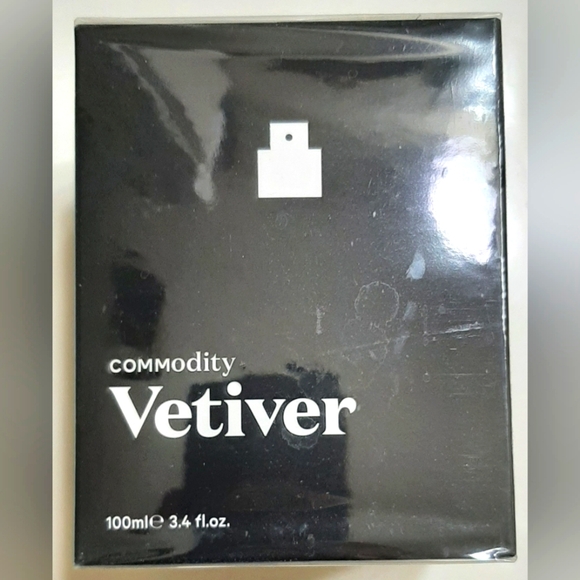 COMModity
Vetiver
100ml℮ 3.4 fl.oz.